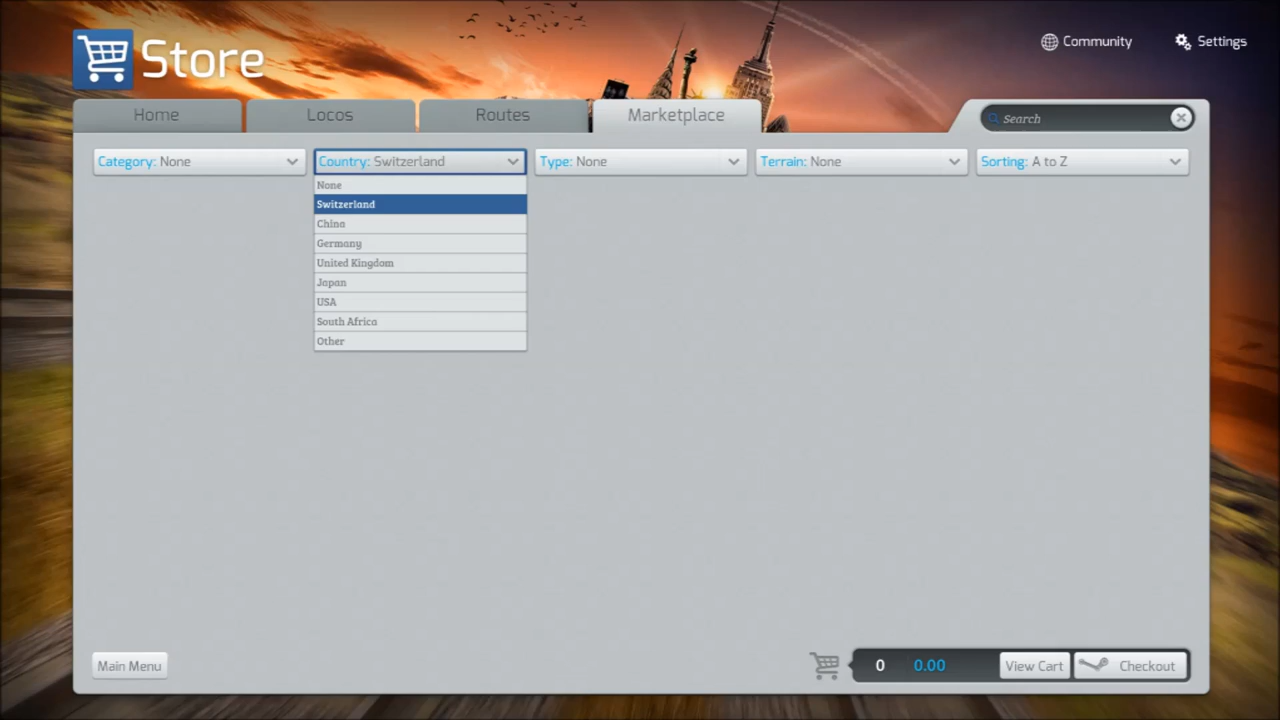 Store
Community
Settings
Home
Locos
Routes
Marketplace
Search
Category: None
Country: Switzerland
Type: None
Terrain: None
Sorting: A to Z
None
Switzerland
China
Germany
United Kingdom
Japan
USA
South Africa
Other
Main Menu
0
0.00
View Cart
Checkout